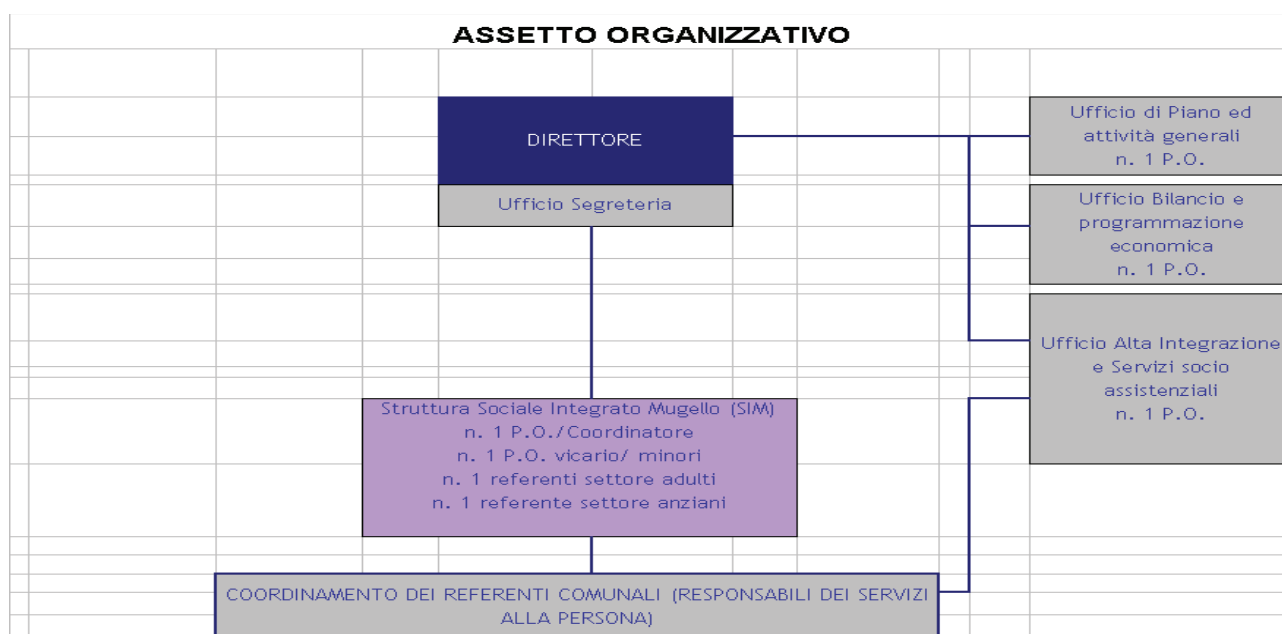 ASSETTO ORGANIZZATIVO
DIRETTORE
Ufficio Segreteria
Ufficio di Piano ed
attività generali
n. 1 P.O.
Ufficio Bilancio e
programmazione
economica
n. 1 P.O.
Ufficio Alta Integrazione
e Servizi socio
assistenziali
n. 1 P.O.
Struttura Sociale Integrato Mugello (SIM)
n. 1 P.O./Coordinatore
n. 1 P.O. vicario/ minori
n. 1 referenti settore adulti
n. 1 referente settore anziani
COORDINAMENTO DEI REFERENTI COMUNALI (RESPONSABILI DEI SERVIZI
ALLA PERSONA)